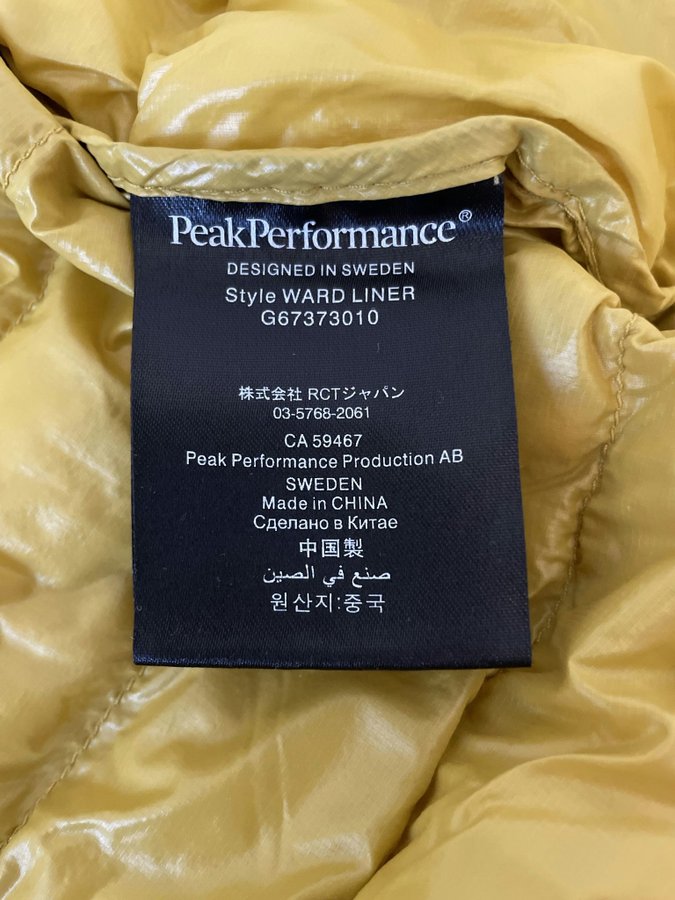 PeakPerformance®
DESIGNED IN SWEDEN
Style WARD LINER
G67373010
株式会社 RCTジャパン
03-5768-2061
CA 59467
Peak Performance Production AB
SWEDEN
Made in CHINA
Сделано в Китае
中国製
صنع في الصين
원산지:중국